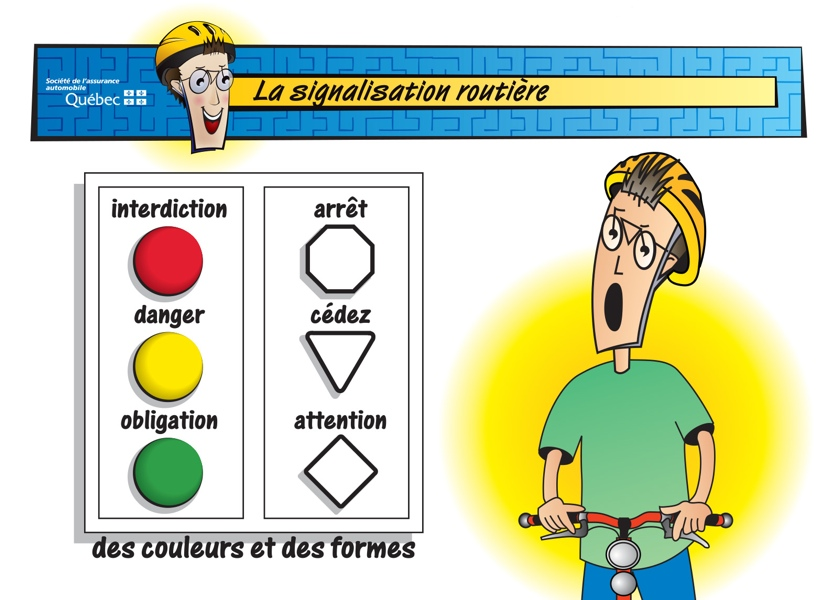 Société de l'assurance
automobile
Québec
La signalisation routière
interdiction
danger
obligation
arrêt
cédez
attention
des couleurs et des formes